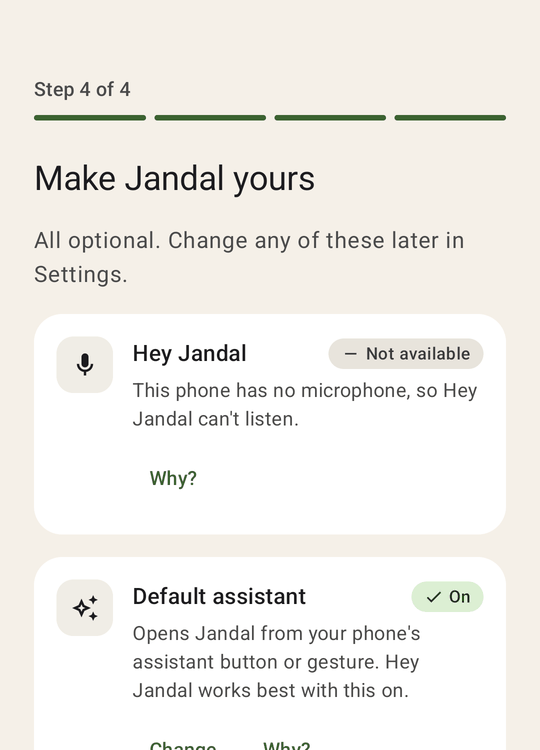 Step 4 of 4
Make Jandal yours
All optional. Change any of these later in
Settings.
Hey Jandal
Not available
This phone has no microphone, so Hey
Jandal can't listen.
Why?
Default assistant
On
Opens Jandal from your phone's
assistant button or gesture. Hey
Jandal works best with this on.
Change
Why?